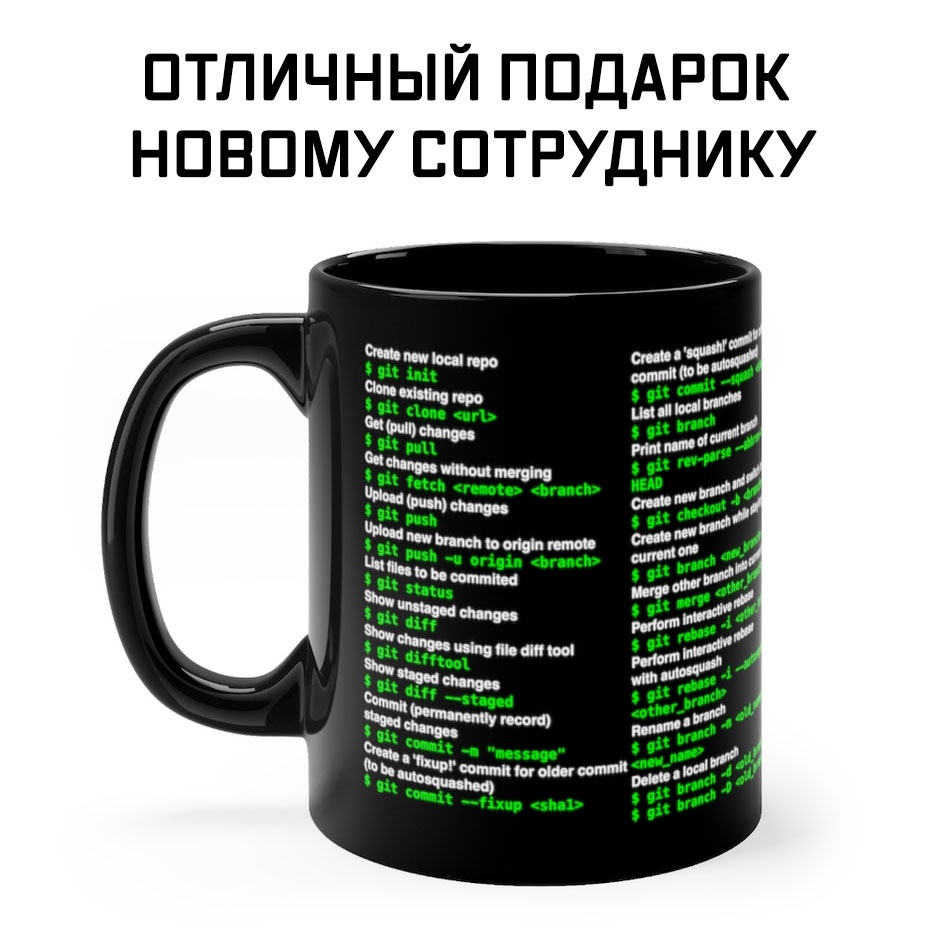 ОТЛИЧНЫЙ ПОДАРОК
НОВОМУ СОТРУДНИКУ
Create new local repo
$ git init
Clone existing repo
$ git clone <url>
Get (pull) changes
$ git pull
Get changes without merging
$ git fetch <remote> <branch>
Upload (push) changes
$ git push
Upload new branch to origin remote
$ git push -u origin <branch>
List files to be commited
$ git status
Show unstaged changes
$ git diff
Show changes using file diff tool
$ git difftool
Show staged changes
$ git diff --staged
Commit (permanently record)
staged changes
$ git commit -m "message"
Create a 'fixup!' commit for older commit
(to be autosquashed)
$ git commit --fixup <sha1>
Create a 'squash!' commit for
commit (to be autosquashed)
$ git commit --squash
List all local branches
$ git branch
Print name of current branch
$ git rev-parse
HEAD
Create new branch and switch
$ git checkout -b
Create new branch while
current one
$ git branch <new_branch>
Merge other branch into
$ git merge
Perform interactive rebase
$ git rebase -i
Perform interactive rebase
with autosquash
$ git rebase -i
<other_branch>
Rename a branch
$ git branch -m
<new_name>
Delete a local branch
$ git branch -d
$ git branch -D